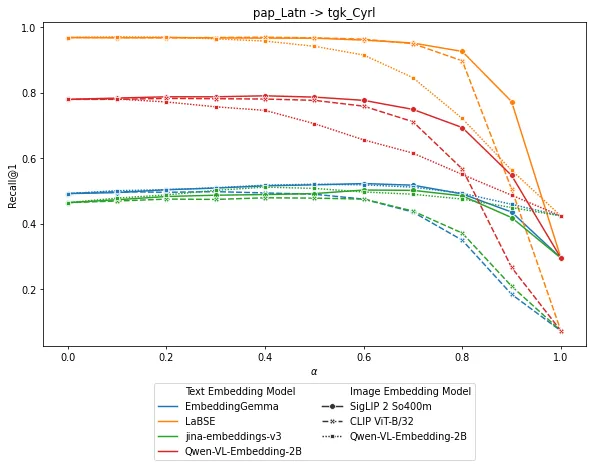 pap_Latn -> tgk_Cyrl
Recall@1
1.0
0.8
0.6
0.4
0.2
0.0 0.2 0.4 0.6 0.8 1.0
α
Text Embedding Model Image Embedding Model
EmbeddingGemma SigLIP 2 So400m
LaBSE CLIP ViT-B/32
jina-embeddings-v3 Qwen-VL-Embedding-2B
Qwen-VL-Embedding-2B